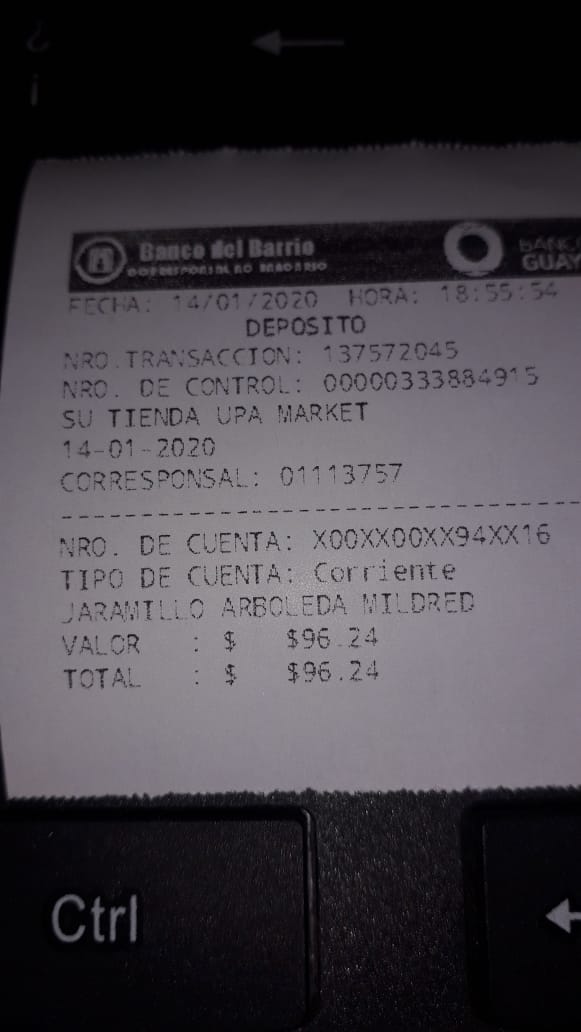 ¿
¡
Banco del Barrio
CORRESPONSAL NO BANCARIO
BANC
GUAY
FECHA: 14/01/2020 HORA: 18:55:54
DEPOSITO
NRO.TRANSACCION: 137572045
NRO. DE CONTROL: 00000333884915
SU TIENDA UPA MARKET
14-01-2020
CORRESPONSAL: 01113757
NRO. DE CUENTA: X00XX00XX94XX16
TIPO DE CUENTA: Corriente
JARAMILLO ARBOLEDA MILDRED
VALOR : $ $96.24
TOTAL : $ $96.24
Ctrl